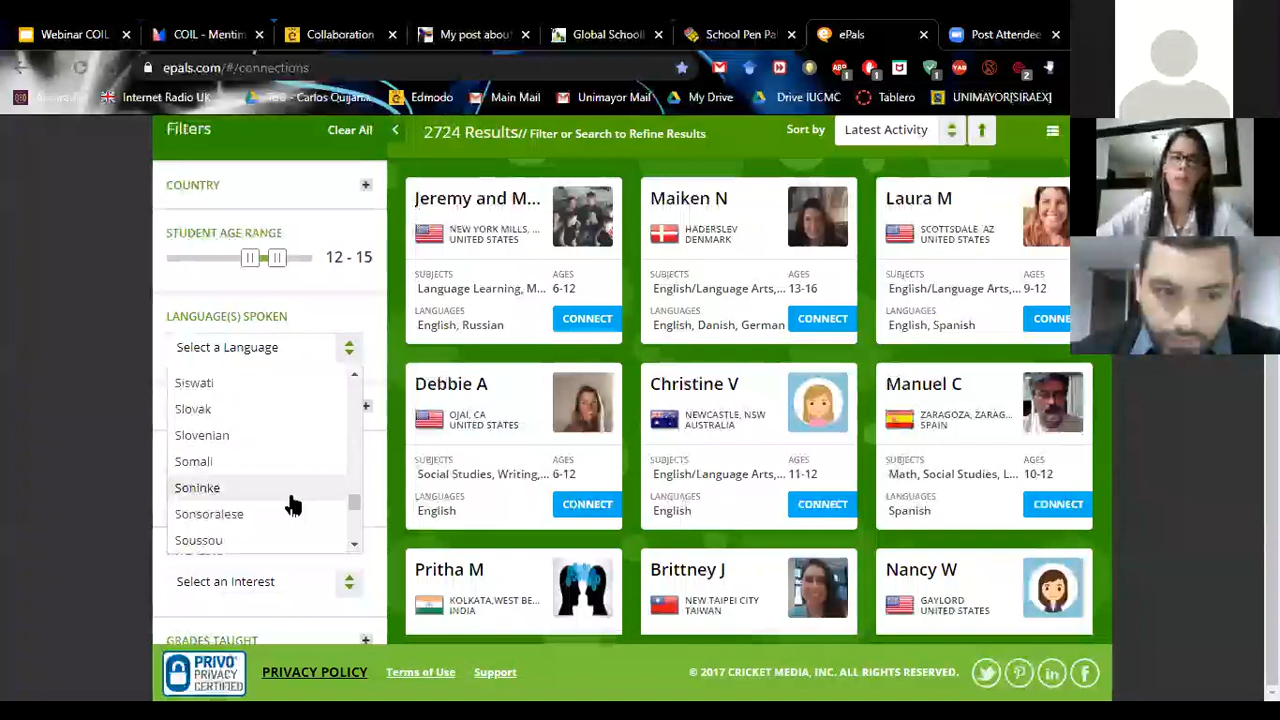 Webinar COIL
COIL - Mentim
Collaboration
My post about
Global School
School Pen Pa
ePals
Post Attendee
epals.com/#/connections
Internet Radio UK
Edmodo
Main Mail
Unimayor Mail
My Drive
Drive IUCMC
Tablero
UNIMAYOR[SIRAEX]
Filters
Clear All
2724 Results// Filter or Search to Refine Results
Sort by
Latest Activity
COUNTRY
STUDENT AGE RANGE
12 - 15
LANGUAGE(S) SPOKEN
Select a Language
Siswati
Slovak
Slovenian
Somali
Soninke
Sonsoralese
Soussou
Select an Interest
GRADES TAUGHT
Jeremy and M...
NEW YORK MILLS, ...
UNITED STATES
SUBJECTS
Language Learning, M...
AGES
6-12
LANGUAGES
English, Russian
CONNECT
Maiken N
HADERSLEV
DENMARK
SUBJECTS
English/Language Arts,...
AGES
13-16
LANGUAGES
English, Danish, German
CONNECT
Laura M
SCOTTSDALE, AZ
UNITED STATES
SUBJECTS
English/Language Arts,...
AGES
9-12
LANGUAGES
English, Spanish
CONNE
Debbie A
OJAI, CA
UNITED STATES
SUBJECTS
Social Studies, Writing,...
AGES
6-12
LANGUAGES
English
CONNECT
Christine V
NEWCASTLE, NSW
AUSTRALIA
SUBJECTS
English/Language Arts,...
AGES
11-12
LANGUAGES
English
CONNECT
Manuel C
ZARAGOZA, ZARAG...
SPAIN
SUBJECTS
Math, Social Studies, L...
AGES
10-12
LANGUAGES
Spanish
CONNECT
Pritha M
KOLKATA,WEST BE...
INDIA
Brittney J
NEW TAIPEI CITY
TAIWAN
Nancy W
GAYLORD
UNITED STATES
PRIVO
PRIVACY
CERTIFIED
PRIVACY POLICY
Terms of Use
Support
© 2017 CRICKET MEDIA, INC. ALL RIGHTS RESERVED.